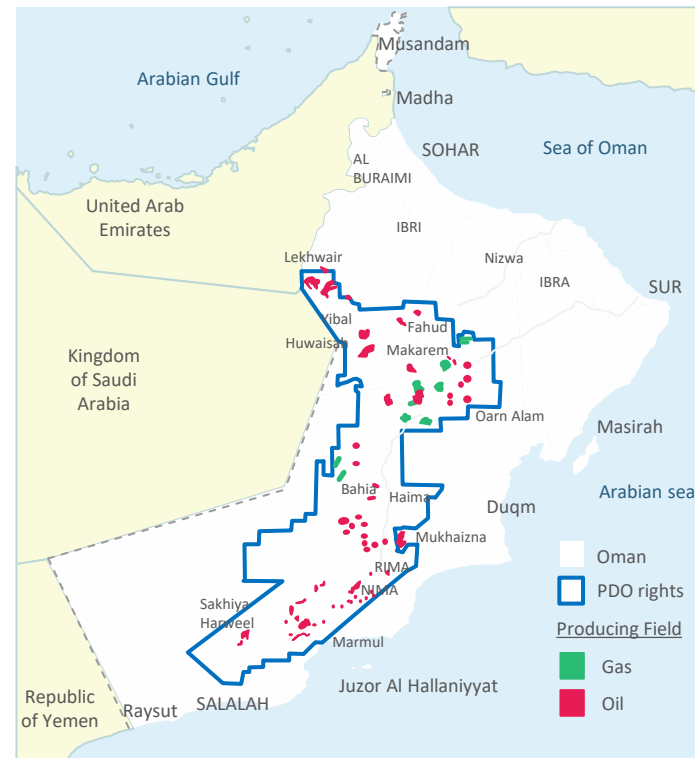 Musandam
Arabian Gulf
Madha
SOHAR
Sea of Oman
AL
BURAIMI
United Arab
Emirates
IBRI
Lekhwair
Nizwa
IBRA
SUR
Yibal
Fahud
Huwaisah
Makarem
Kingdom
of Saudi
Arabia
Oarn Alam
Masirah
Bahia
Haima
Arabian sea
Duqm
Mukhaizna
Oman
RIMA
NIMA
PDO rights
Sakhiya
Harweel
Producing Field
Marmul
Gas
Juzor Al Hallaniyyat
Republic
of Yemen
Raysut
SALALAH
Oil